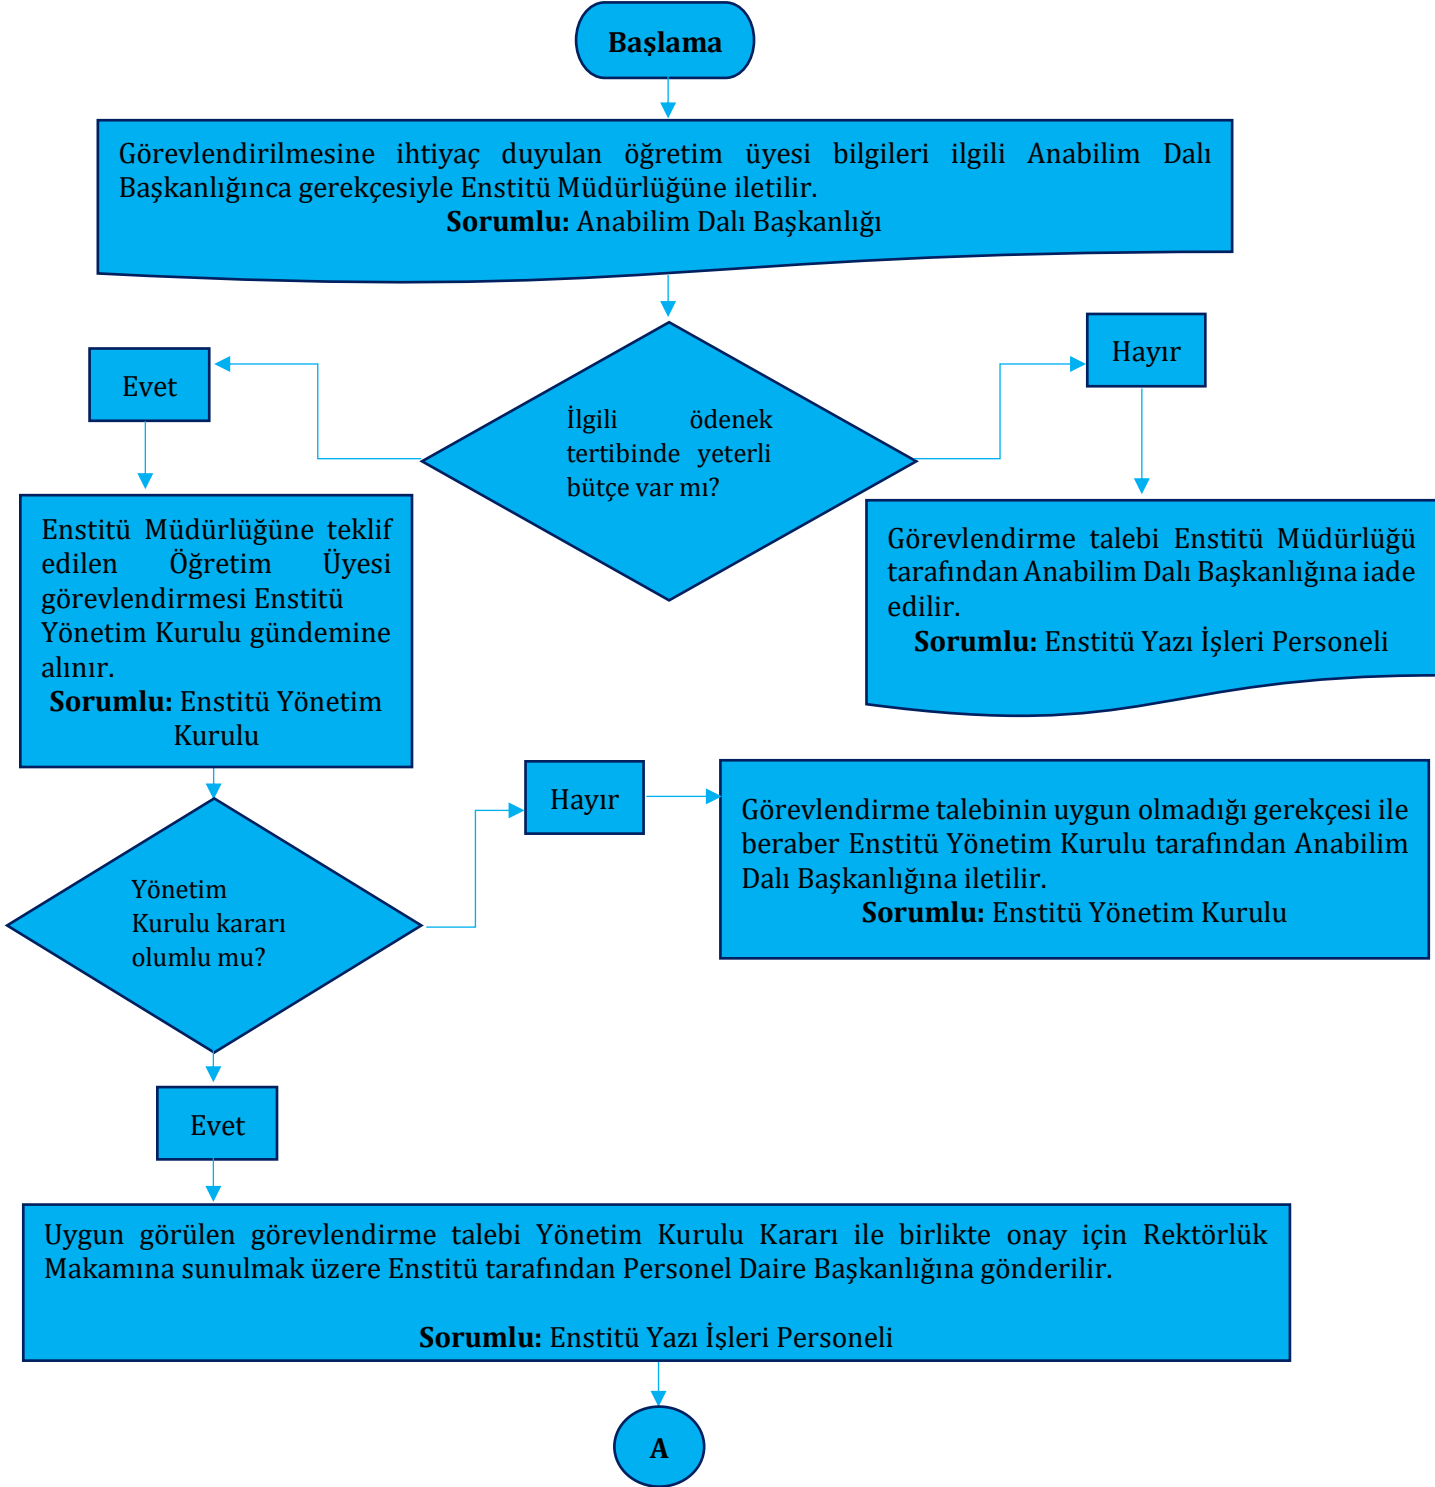 Başlama
Görevlendirilmesine ihtiyaç duyulan öğretim üyesi bilgileri ilgili Anabilim Dalı
Başkanlığınca gerekçesiyle Enstitü Müdürlüğüne iletilir.
Sorumlu: Anabilim Dalı Başkanlığı
Hayır
Evet
İlgili ödenek
tertibinde yeterli
bütçe var mı?
Enstitü Müdürlüğüne teklif
edilen Öğretim Üyesi
görevlendirmesi Enstitü
Yönetim Kurulu gündemine
alınır.
Sorumlu: Enstitü Yönetim
Kurulu
Görevlendirme talebi Enstitü Müdürlüğü
tarafından Anabilim Dalı Başkanlığına iade
edilir.
Sorumlu: Enstitü Yazı İşleri Personeli
Hayır
Görevlendirme talebinin uygun olmadığı gerekçesi ile
beraber Enstitü Yönetim Kurulu tarafından Anabilim
Dalı Başkanlığına iletilir.
Sorumlu: Enstitü Yönetim Kurulu
Yönetim
Kurulu kararı
olumlu mu?
Evet
Uygun görülen görevlendirme talebi Yönetim Kurulu Kararı ile birlikte onay için Rektörlük
Makamına sunulmak üzere Enstitü tarafından Personel Daire Başkanlığına gönderilir.
Sorumlu: Enstitü Yazı İşleri Personeli
A